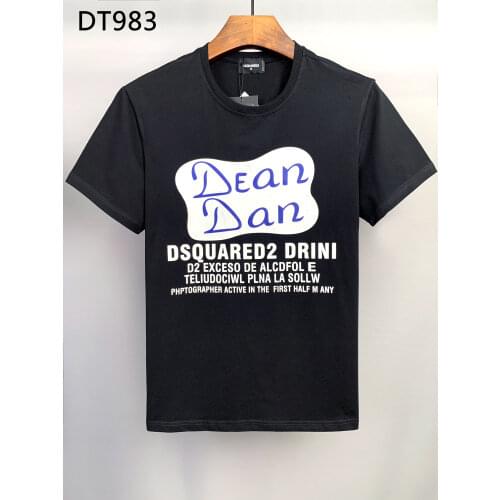 DT983
DSQUARED2
Dean
Dan
DSQUARED2 DRINI
D2 EXCESO DE ALCDFOL E
TELIUDOCIWL PLNA LA SOLLW
PHPTOGRAPHER ACTIVE IN THE FIRST HALF M ANY